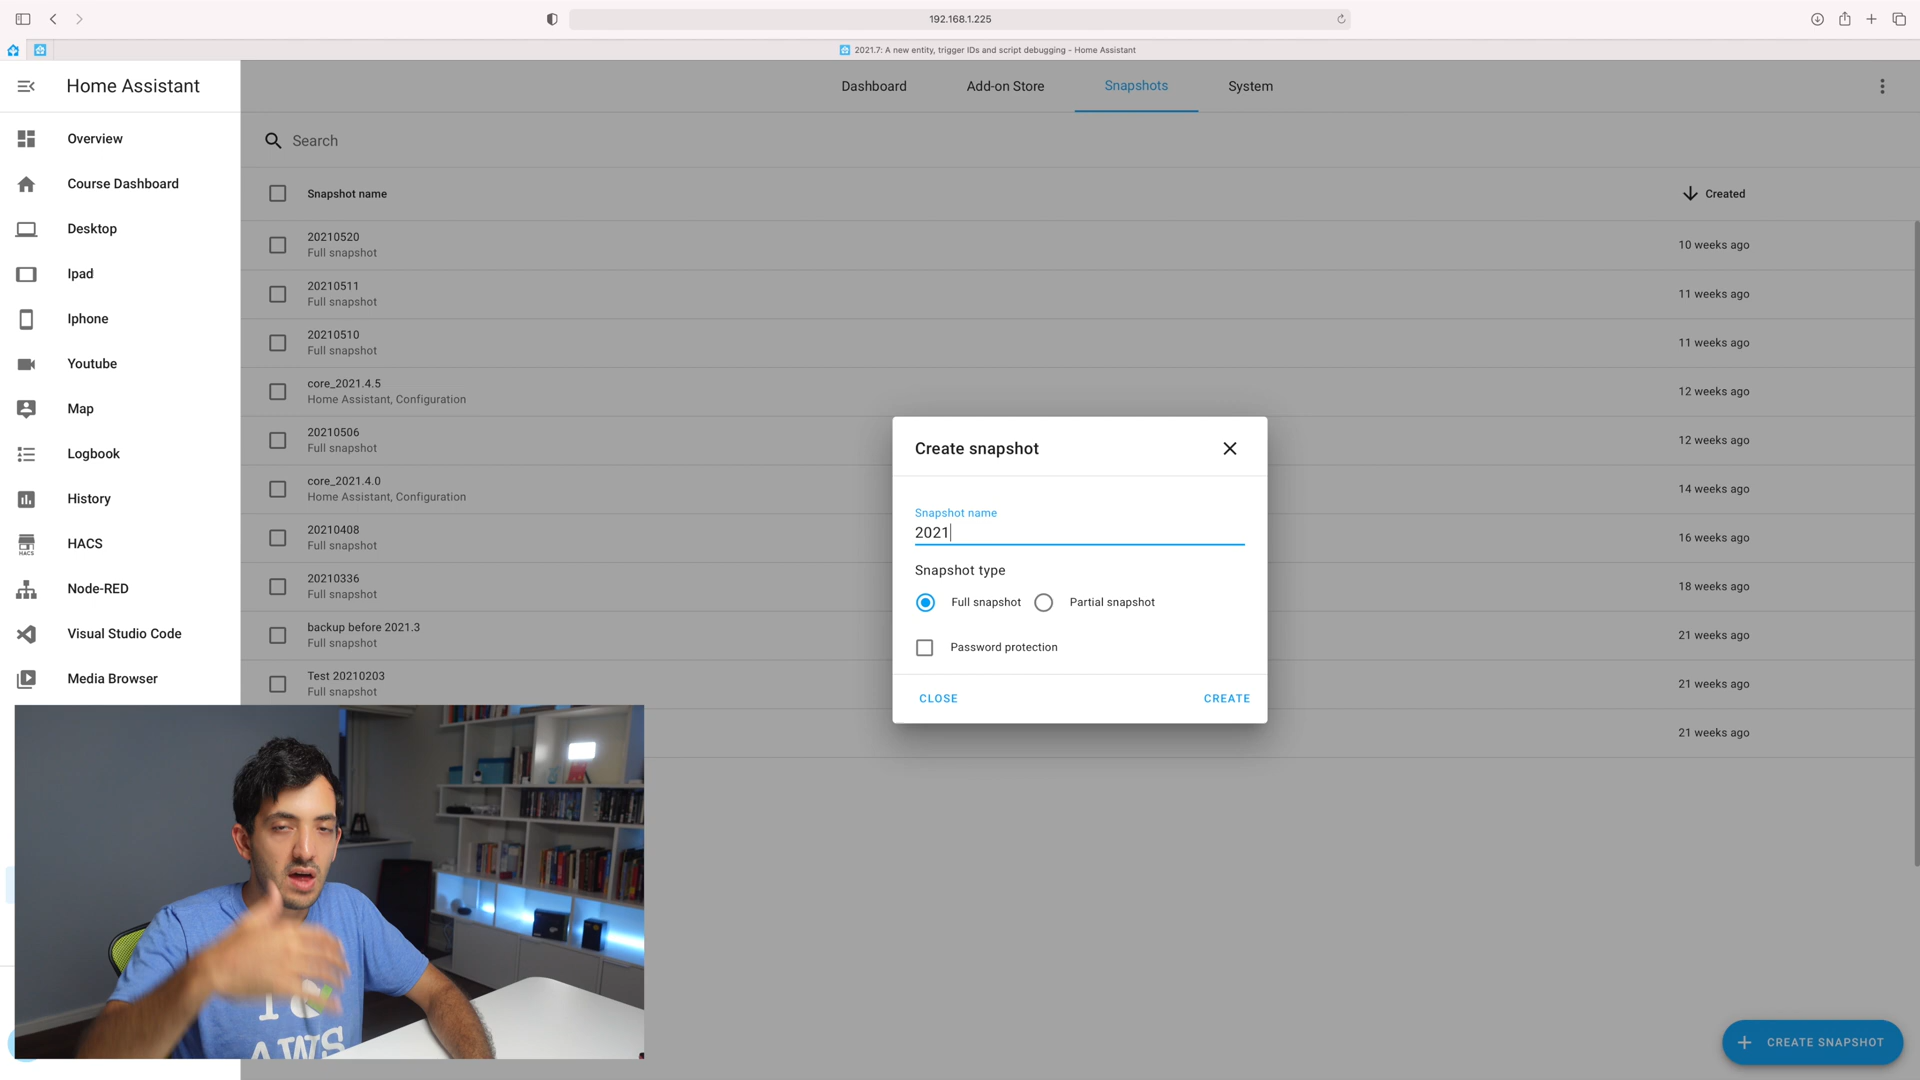 192.168.1.225
2021.7: A new entity, trigger IDs and script debugging - Home Assistant
Home Assistant
Dashboard
Add-on Store
Snapshots
System
Overview
Course Dashboard
Desktop
Ipad
Iphone
Youtube
Map
Logbook
History
HACS
HACS
Node-RED
Visual Studio Code
Media Browser
Search
Snapshot name
Created
20210520
Full snapshot
10 weeks ago
20210511
Full snapshot
11 weeks ago
20210510
Full snapshot
11 weeks ago
core_2021.4.5
Home Assistant, Configuration
12 weeks ago
20210506
Full snapshot
12 weeks ago
core_2021.4.0
Home Assistant, Configuration
14 weeks ago
20210408
Full snapshot
16 weeks ago
20210336
Full snapshot
18 weeks ago
backup before 2021.3
Full snapshot
21 weeks ago
Test 20210203
Full snapshot
21 weeks ago
21 weeks ago
Create snapshot
Snapshot name
2021
Snapshot type
Full snapshot
Partial snapshot
Password protection
CLOSE
CREATE
I
AWS
CREATE SNAPSHOT